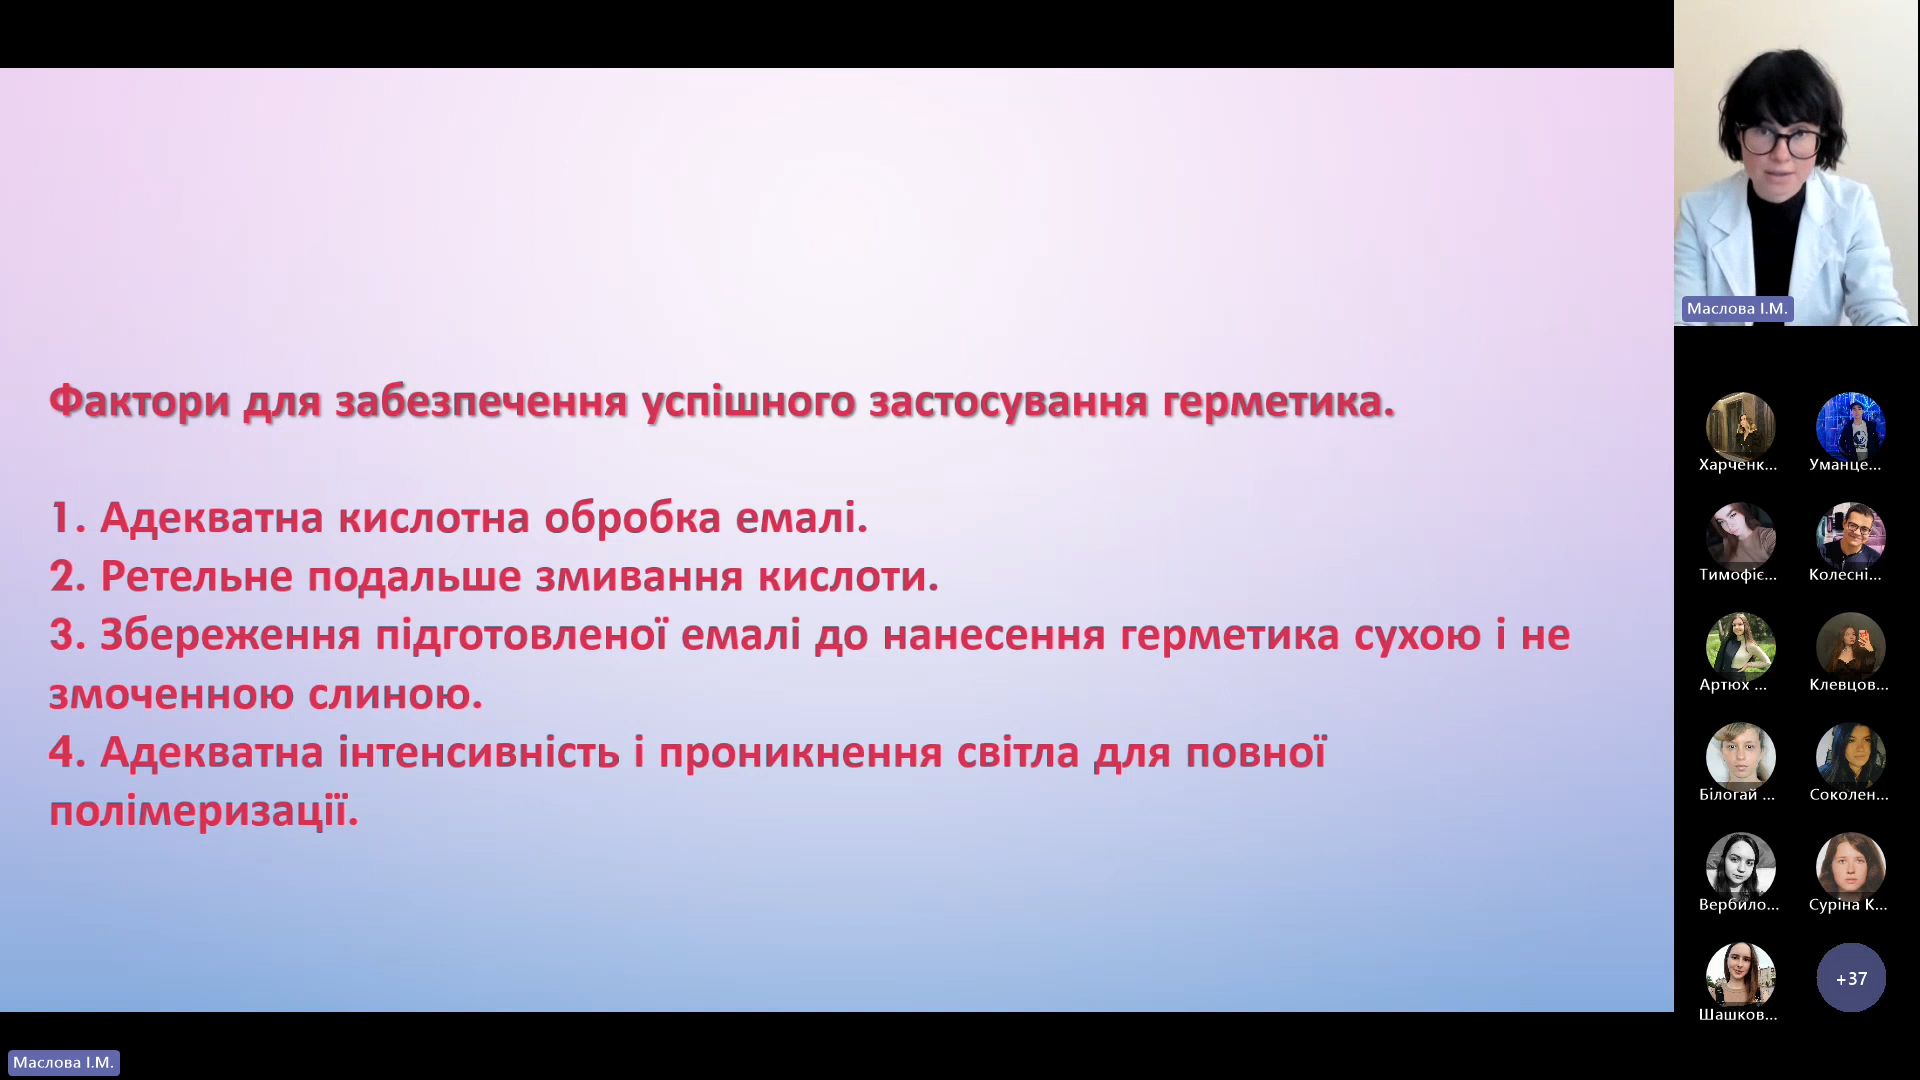 Фактори для забезпечення успішного застосування герметика.
1. Адекватна кислотна обробка емалі.
2. Ретельне подальше змивання кислоти.
3. Збереження підготовленої емалі до нанесення герметика сухою і не
змоченною слиною.
4. Адекватна інтенсивність і проникнення світла для повної
полімеризації.
Маслова І.М.
Харченк... Уманце...
Тимофіє... Колесні...
Артюх ... Клевцов...
Білогай ... Соколен...
Вербило... Суріна К...
Шашков... +37
Маслова І.М.